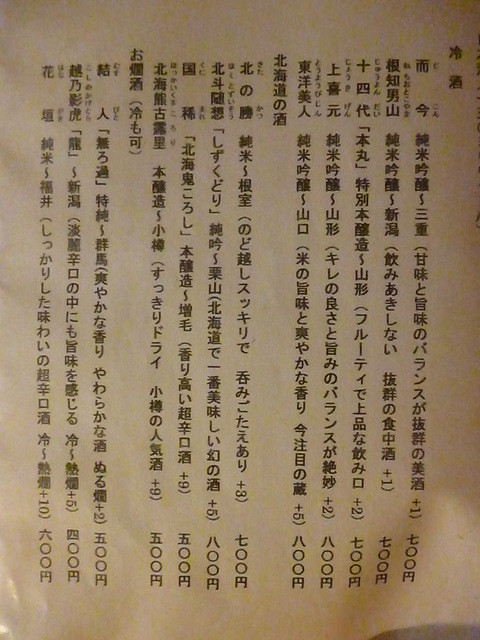 冷酒
而今 純米吟醸～三重（甘味と旨味のバランスが抜群の美酒 +1） 七〇〇円
根知男山 純米吟醸～新潟（飲みあきしない 抜群の食中酒 +1） 七〇〇円
十四代「本丸」特別本醸造～山形（フルーティで上品な飲み口 +2） 七〇〇円
上喜元 純米吟醸～山形（キレの良さと旨みのバランスが絶妙 +2） 八〇〇円
東洋美人 純米吟醸～山口（米の旨味と爽やかな香り 今注目の蔵 +5） 八〇〇円
北海道の酒
北の勝 純米～根室（のど越しスッキリで 呑みごたえあり +3） 七〇〇円
北斗随想「しずくどり」純吟～栗山（北海道で一番美味しい幻の酒 +5） 八〇〇円
国稀「北海鬼ころし」本醸造～増毛（香り高い超辛口酒 +9） 五〇〇円
北海熊古露里 本醸造～小樽（すっきりドライ 小樽の人気酒 +9） 五〇〇円
お燗酒（冷も可）
結人「無ろ過」特純～群馬（爽やかな香り やわらかな酒 ぬる燗+2） 五〇〇円
越乃影虎「龍」～新潟（淡麗辛口の中にも旨味を感じる 冷～熱燗+5） 四〇〇円
花垣 純米～福井（しっかりした味わいの超辛口酒 冷～熱燗+10） 六〇〇円